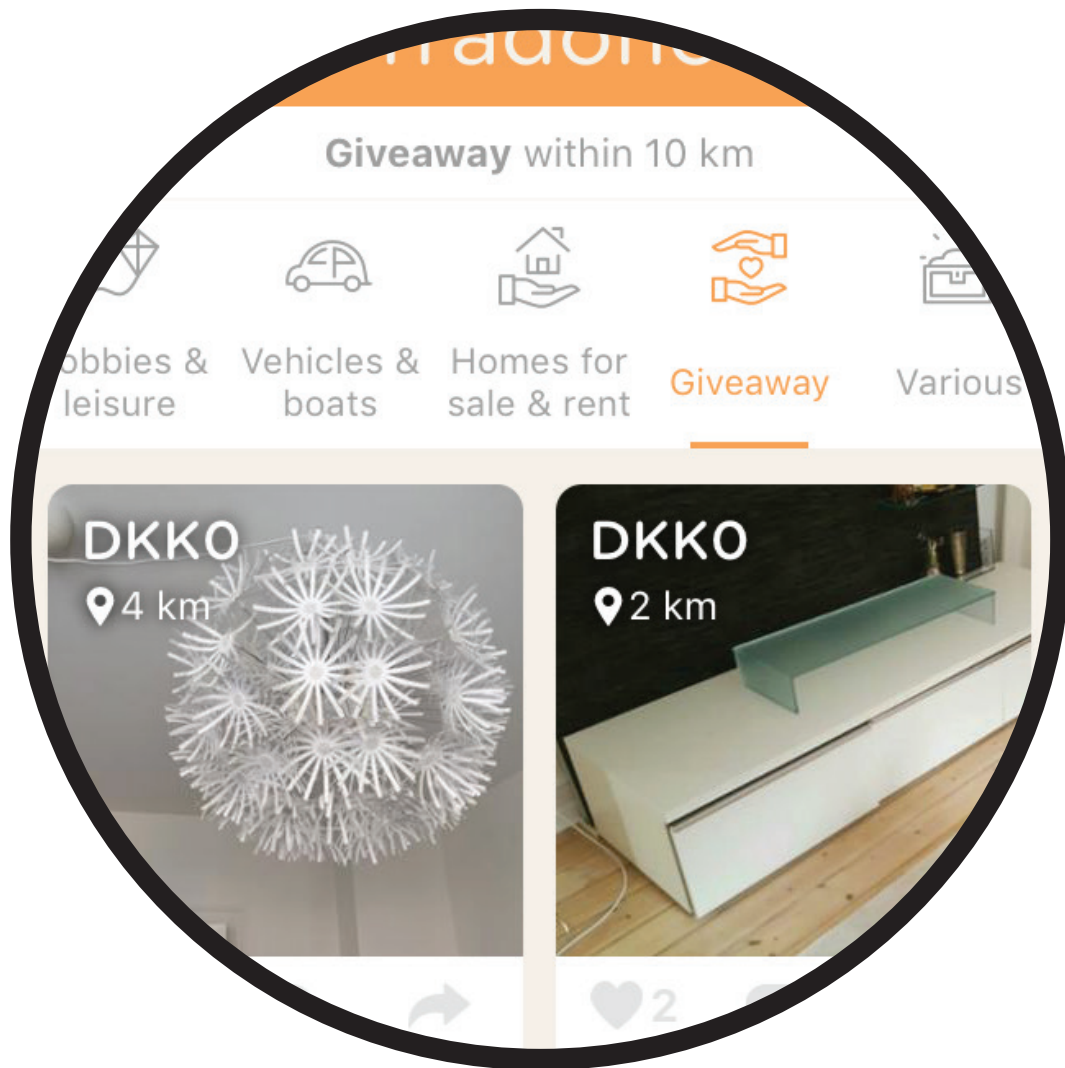 Giveaway within 10 km
leisure
Vehicles &
boats
Homes for
sale & rent
Giveaway
Various
DKK0
4 km
DKK0
2 km
2